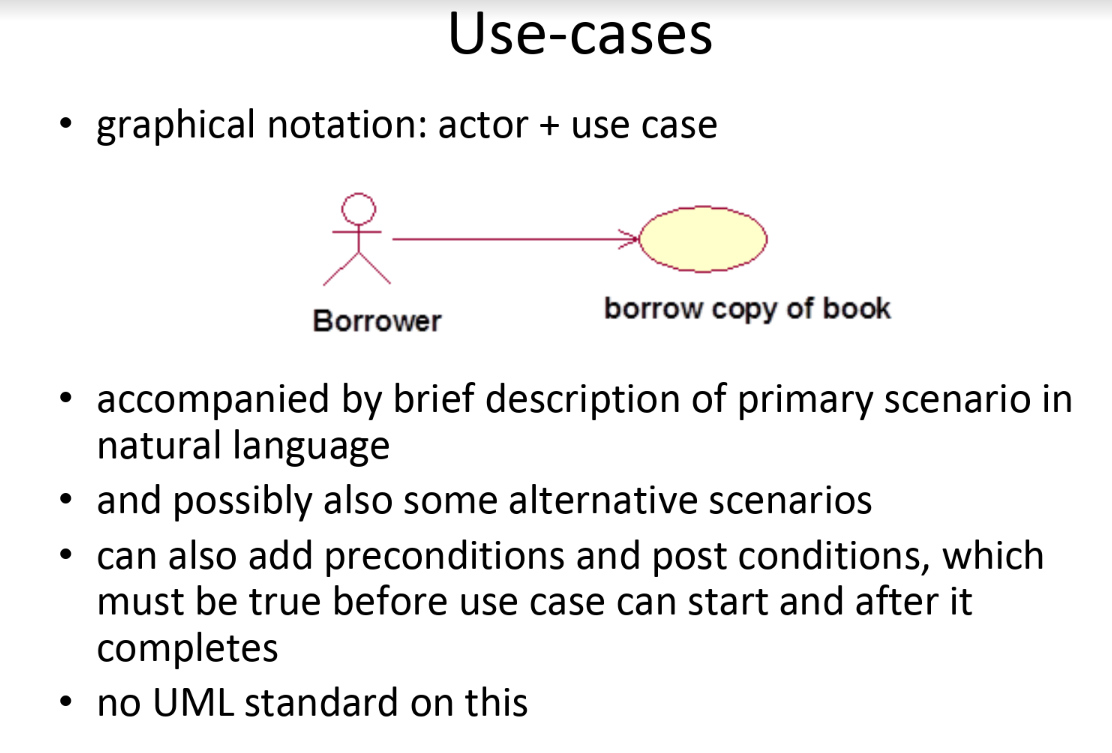 Use-cases
• graphical notation: actor + use case
Borrower
borrow copy of book
• accompanied by brief description of primary scenario in
natural language
• and possibly also some alternative scenarios
• can also add preconditions and post conditions, which
must be true before use case can start and after it
completes
• no UML standard on this